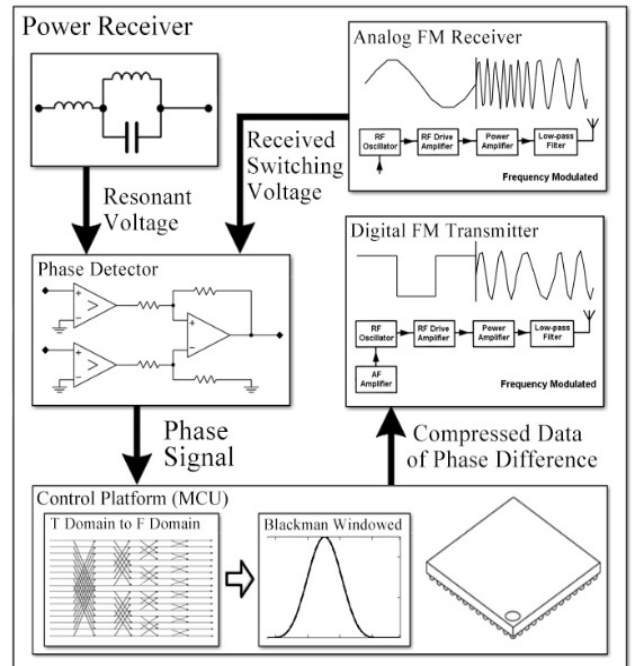 Power Receiver
Analog FM Receiver
RF
Oscillator
RF Drive
Amplifier
Power
Amplifier
Low-pass
Filter
Frequency Modulated
Received
Switching
Voltage
Resonant
Voltage
Digital FM Transmitter
RF
Oscillator
RF Drive
Amplifier
Power
Amplifier
Low-pass
Filter
AF
Amplifier
Frequency Modulated
Phase Detector
+
−
>
+
−
>
+
−
Phase
Signal
Compressed Data
of Phase Difference
Control Platform (MCU)
T Domain to F Domain
Blackman Windowed